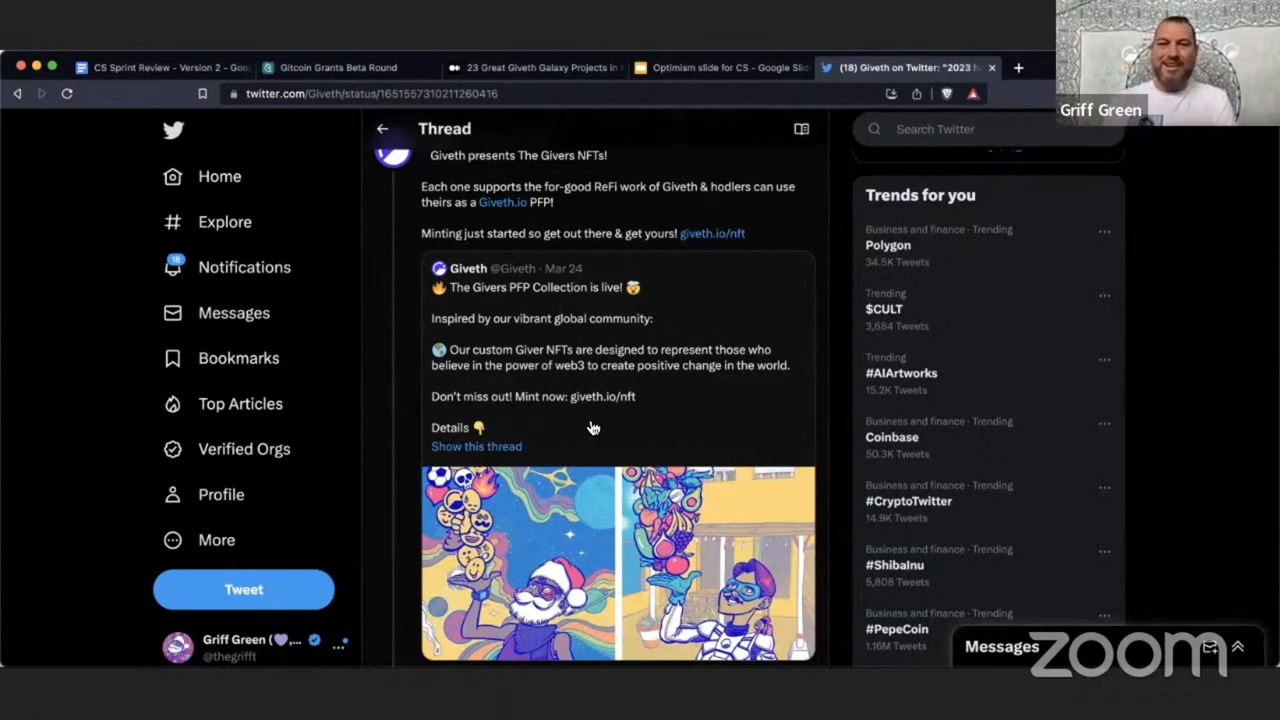 CS Sprint Review - Version 2 - Goo
Gitcoin Grants Beta Round
23 Great Giveth Galaxy Projects in
Optimism slide for CS - Google Slid
(18) Giveth on Twitter: "2023 h
twitter.com/Giveth/status/1651557310211260416
Griff Green
Home
Explore
18
Notifications
Messages
Bookmarks
Top Articles
Verified Orgs
Profile
More
Tweet
Griff Green (💜,...
@thegrifft
Thread
Giveth presents The Givers NFTs!
Each one supports the for-good ReFi work of Giveth & hodlers can use
theirs as a Giveth.io PFP!
Minting just started so get out there & get yours! giveth.io/nft
Giveth @Giveth · Mar 24
🔥 The Givers PFP Collection is live! 🤯
Inspired by our vibrant global community:
🌎 Our custom Giver NFTs are designed to represent those who
believe in the power of web3 to create positive change in the world.
Don't miss out! Mint now: giveth.io/nft
Details 👇
Show this thread
Search Twitter
Trends for you
Business and finance · Trending
Polygon
34.5K Tweets
Trending
$CULT
3,684 Tweets
Trending
#AIArtworks
15.2K Tweets
Business and finance · Trending
Coinbase
50.3K Tweets
Business and finance · Trending
#CryptoTwitter
14.9K Tweets
Business and finance · Trending
#ShibaInu
5,808 Tweets
Business and finance · Trending
#PepeCoin
1.16M Tweets
Messages
zoom